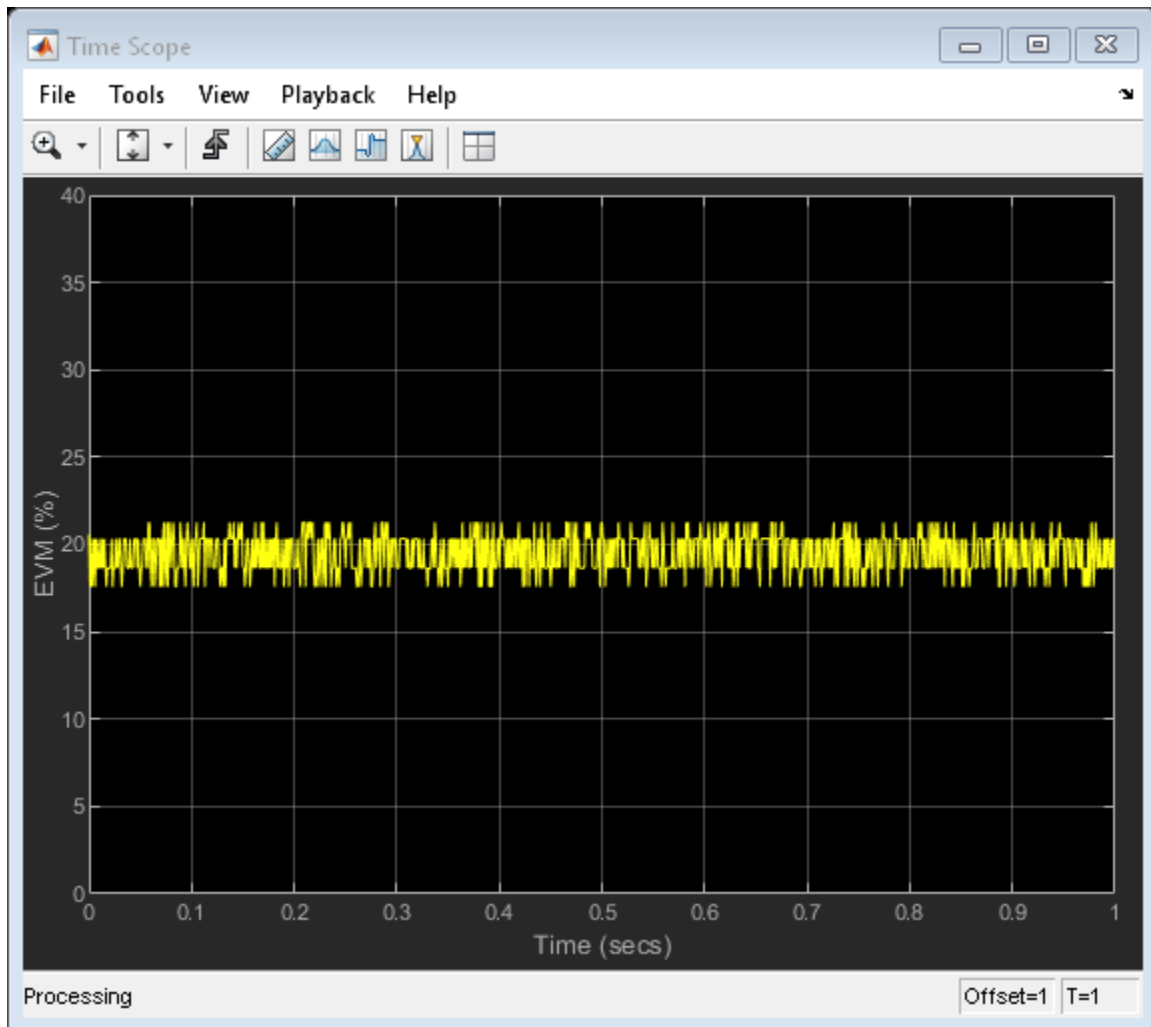 Time Scope
File Tools View Playback Help
40
35
30
25
20
15
10
5
0
EVM (%)
0 0.1 0.2 0.3 0.4 0.5 0.6 0.7 0.8 0.9 1
Time (secs)
Processing Offset=1 T=1